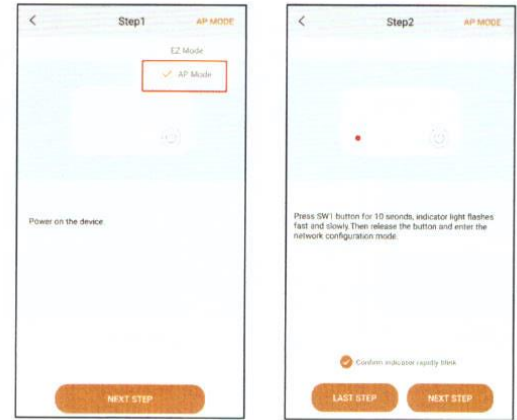 Step1
AP MODE
EZ Mode
AP Mode
Power on the device.
NEXT STEP
Step2
AP MODE
Press SW1 button for 10 seonds, indicator light flashes
fast and slowly.Then release the button and enter the
network configuration mode.
Confirm indicator rapidly blink
LAST STEP
NEXT STEP